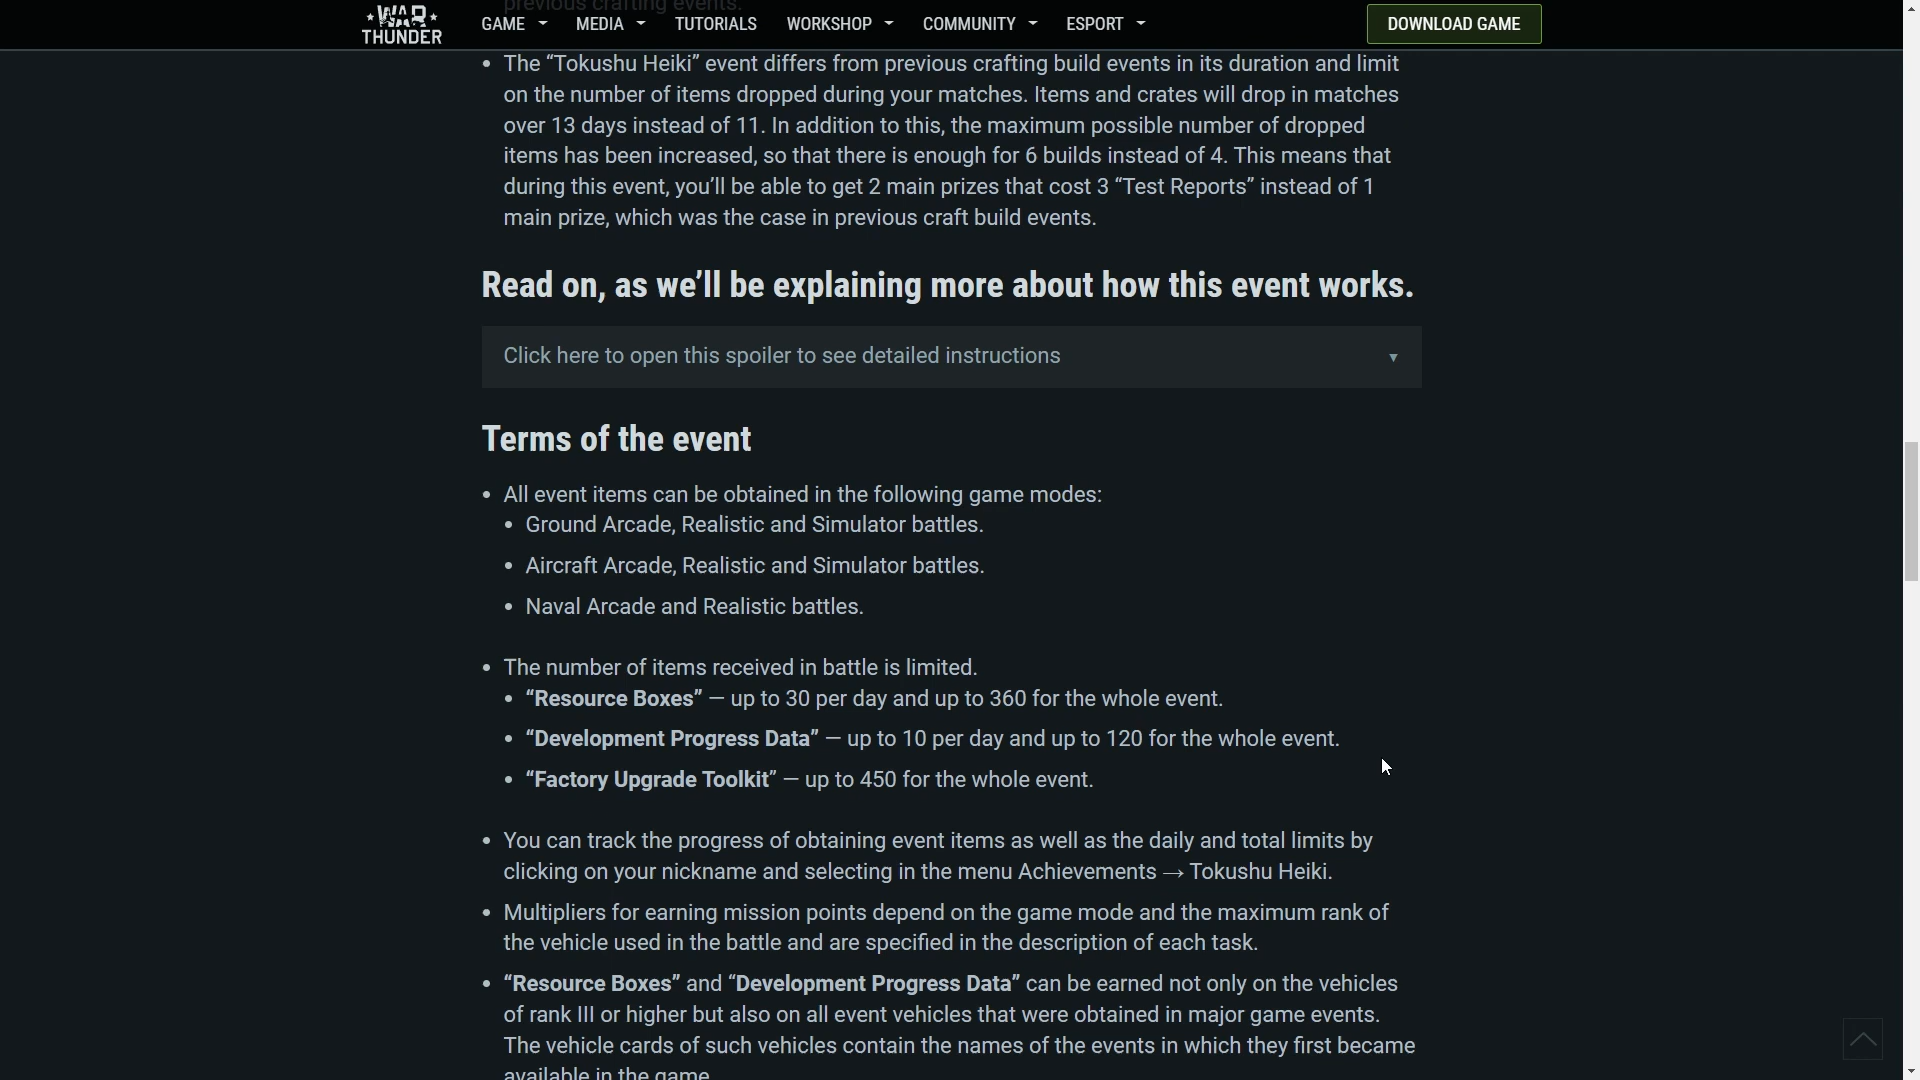 previous crafting events.
WAR
THUNDER
GAME
MEDIA
TUTORIALS
WORKSHOP
COMMUNITY
ESPORT
DOWNLOAD GAME
• The “Tokushu Heiki” event differs from previous crafting build events in its duration and limit
on the number of items dropped during your matches. Items and crates will drop in matches
over 13 days instead of 11. In addition to this, the maximum possible number of dropped
items has been increased, so that there is enough for 6 builds instead of 4. This means that
during this event, you’ll be able to get 2 main prizes that cost 3 “Test Reports” instead of 1
main prize, which was the case in previous craft build events.
Read on, as we’ll be explaining more about how this event works.
Click here to open this spoiler to see detailed instructions
Terms of the event
• All event items can be obtained in the following game modes:
• Ground Arcade, Realistic and Simulator battles.
• Aircraft Arcade, Realistic and Simulator battles.
• Naval Arcade and Realistic battles.
• The number of items received in battle is limited.
• “Resource Boxes” — up to 30 per day and up to 360 for the whole event.
• “Development Progress Data” — up to 10 per day and up to 120 for the whole event.
• “Factory Upgrade Toolkit” — up to 450 for the whole event.
• You can track the progress of obtaining event items as well as the daily and total limits by
clicking on your nickname and selecting in the menu Achievements → Tokushu Heiki.
• Multipliers for earning mission points depend on the game mode and the maximum rank of
the vehicle used in the battle and are specified in the description of each task.
• “Resource Boxes” and “Development Progress Data” can be earned not only on the vehicles
of rank III or higher but also on all event vehicles that were obtained in major game events.
The vehicle cards of such vehicles contain the names of the events in which they first became
available in the game.